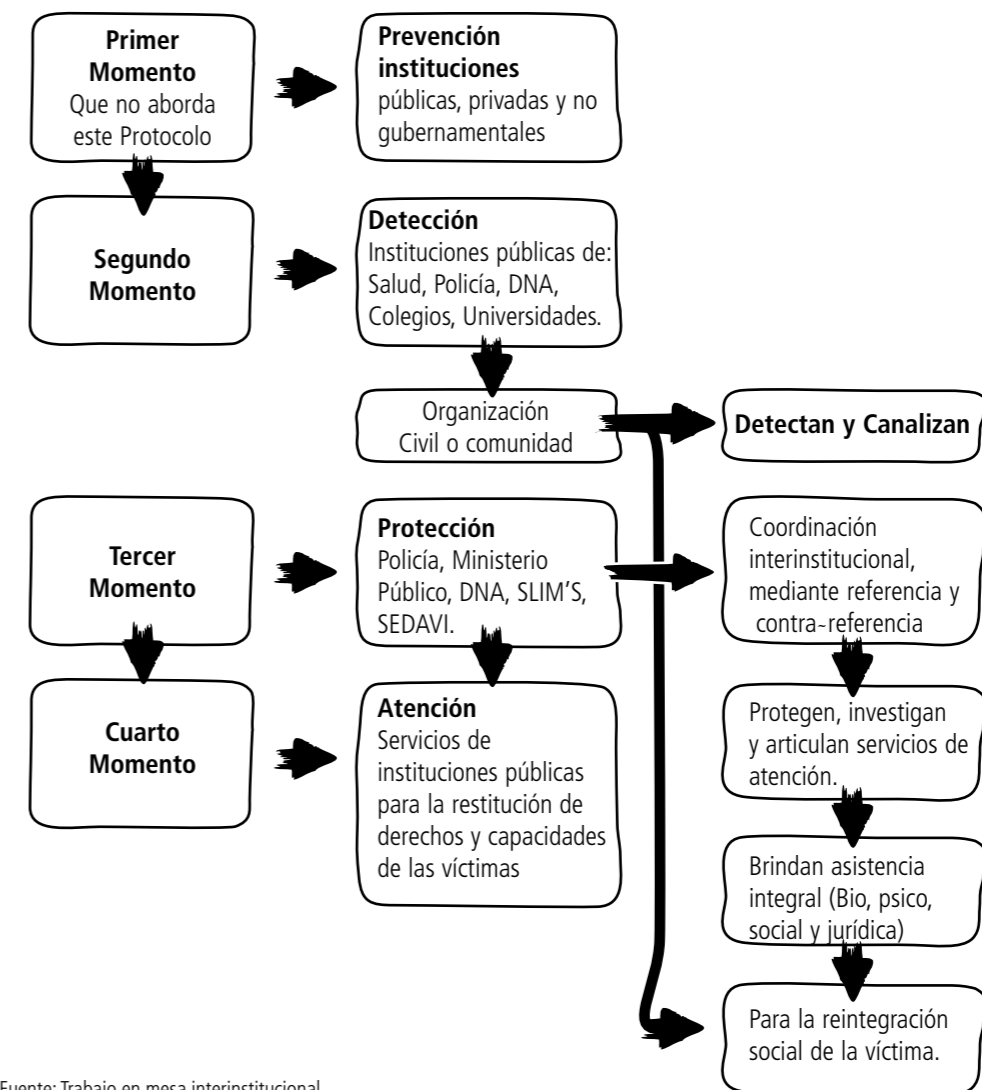 Primer
Momento
Que no aborda
este Protocolo
Prevención
instituciones
públicas, privadas y no
gubernamentales
Segundo
Momento
Detección
Instituciones públicas de:
Salud, Policía, DNA,
Colegios, Universidades.
Organización
Civil o comunidad
Detectan y Canalizan
Tercer
Momento
Protección
Policía, Ministerio
Público, DNA, SLIM'S,
SEDAVI.
Coordinación
interinstitucional,
mediante referencia y
contra-referencia
Cuarto
Momento
Atención
Servicios de
instituciones públicas
para la restitución de
derechos y capacidades
de las víctimas
Protegen, investigan
y articulan servicios de
atención.
Brindan asistencia
integral (Bio, psico,
social y jurídica)
Para la reintegración
social de la víctima.
Fuente: Trabajo en mesa interinstitucional